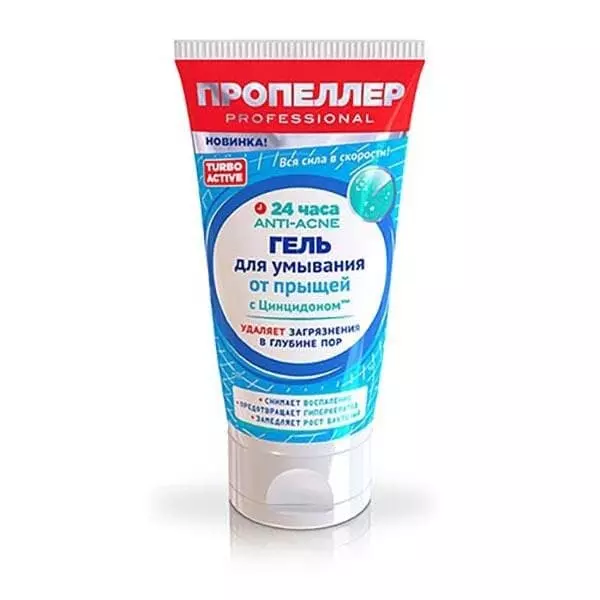 ПРОПЕЛЛЕР
PROFESSIONAL
НОВИНКА!
Вся сила в скорости!
TURBO
ACTIVE
24 часа
ANTI-ACNE
ГЕЛЬ
для умывания
от прыщей
с Цинцидоном™
УДАЛЯЕТ ЗАГРЯЗНЕНИЯ
В ГЛУБИНЕ ПОР
• СНИМАЕТ ВОСПАЛЕНИЕ
• ПРЕДОТВРАЩАЕТ ГИПЕРКЕРАТОЗ
• ЗАМЕДЛЯЕТ РОСТ БАКТЕРИЙ